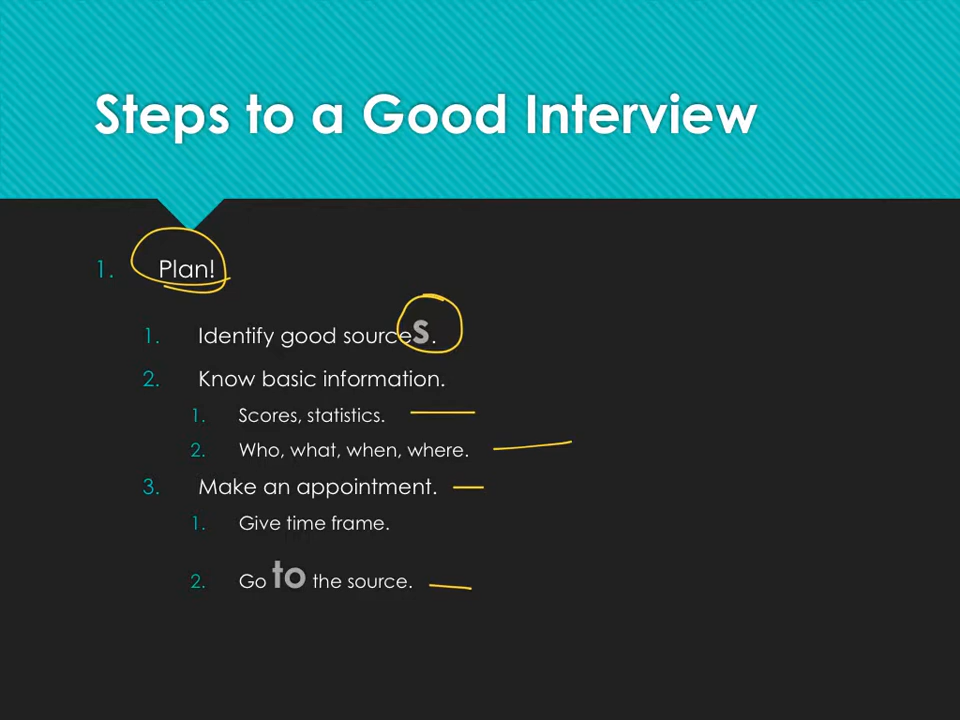 Steps to a Good Interview
1. Plan!
1. Identify good sources.
2. Know basic information.
1. Scores, statistics.
2. Who, what, when, where.
3. Make an appointment.
1. Give time frame.
2. Go to the source.